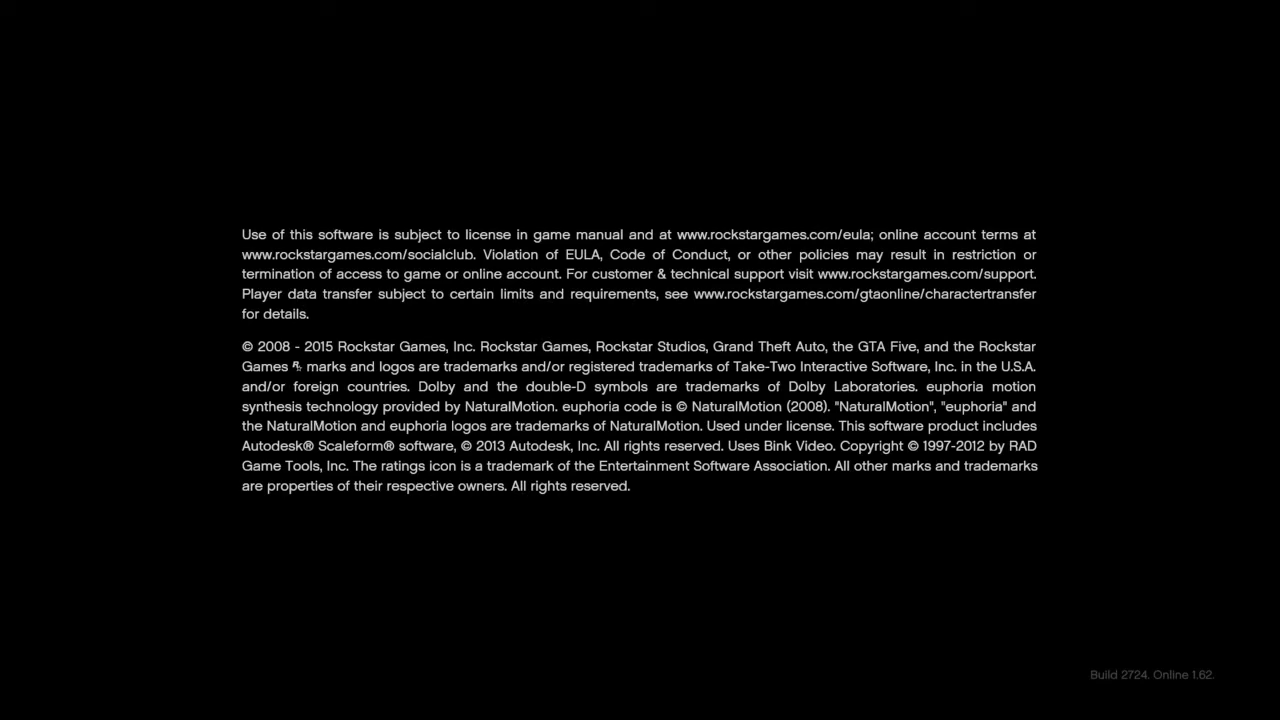 Use of this software is subject to license in game manual and at www.rockstargames.com/eula; online account terms at
www.rockstargames.com/socialclub. Violation of EULA, Code of Conduct, or other policies may result in restriction or
termination of access to game or online account. For customer & technical support visit www.rockstargames.com/support.
Player data transfer subject to certain limits and requirements, see www.rockstargames.com/gtaonline/charactertransfer
for details.
© 2008 - 2015 Rockstar Games, Inc. Rockstar Games, Rockstar Studios, Grand Theft Auto, the GTA Five, and the Rockstar
Games R* marks and logos are trademarks and/or registered trademarks of Take-Two Interactive Software, Inc. in the U.S.A.
and/or foreign countries. Dolby and the double-D symbols are trademarks of Dolby Laboratories. euphoria motion
synthesis technology provided by NaturalMotion. euphoria code is © NaturalMotion (2008). "NaturalMotion", "euphoria" and
the NaturalMotion and euphoria logos are trademarks of NaturalMotion. Used under license. This software product includes
Autodesk® Scaleform® software, © 2013 Autodesk, Inc. All rights reserved. Uses Bink Video. Copyright © 1997-2012 by RAD
Game Tools, Inc. The ratings icon is a trademark of the Entertainment Software Association. All other marks and trademarks
are properties of their respective owners. All rights reserved.
Build 2724. Online 1.62.